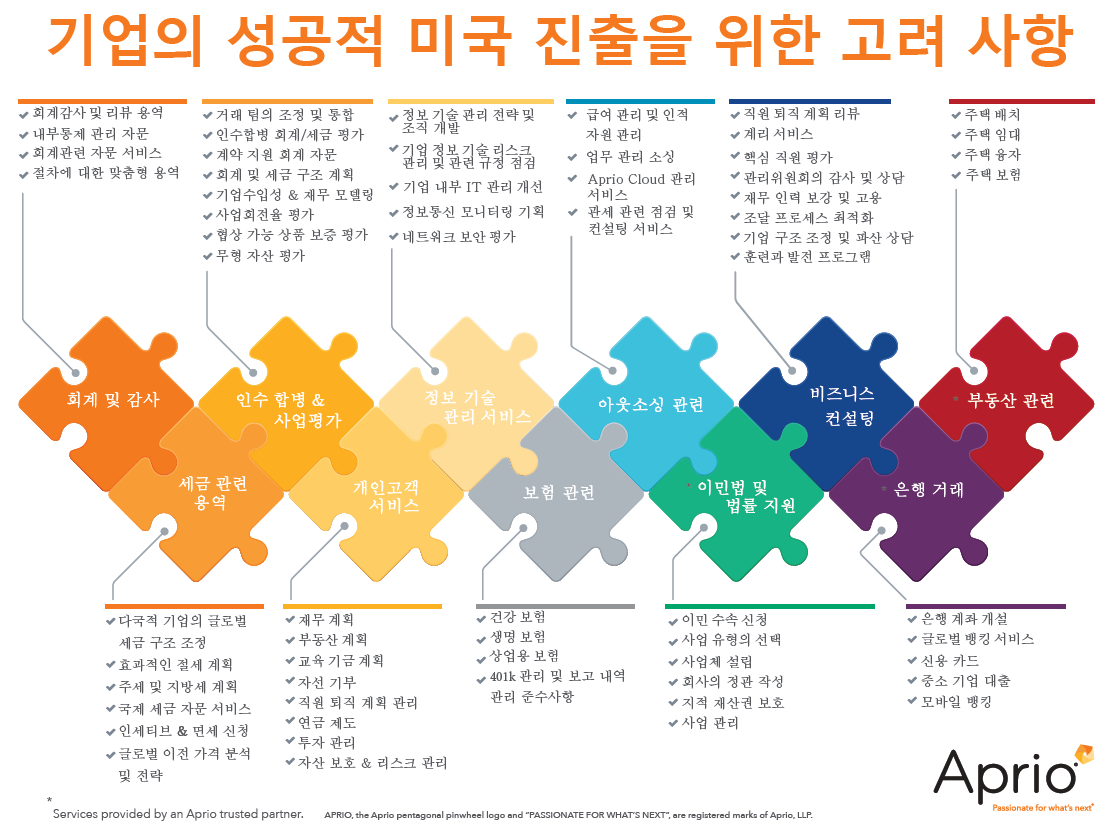 기업의 성공적 미국 진출을 위한 고려 사항
회계감사 및 리뷰 용역
내부통제 관리 자문
회계관련 자문 서비스
절차에 대한 맞춤형 용역
거래 팀의 조정 및 통합
인수합병 회계/세금 평가
계약 지원 회계 자문
회계 및 세금 구조 계획
기업수입성 & 재무 모델링
사업회전율 평가
협상 가능 상품 보증 평가
무형 자산 평가
정보 기술 관리 전략 및
조직 개발
기업 정보 기술 리스크
관리 및 관련 규정 점검
기업 내부 IT 관리 개선
정보통신 모니터링 기획
네트워크 보안 평가
급여 관리 및 인적
자원 관리
업무 관리 소싱
Aprio Cloud 관리
서비스
관세 관련 점검 및
컨설팅 서비스
직원 퇴직 계획 리뷰
계리 서비스
핵심 직원 평가
관리위원회의 감사 및 상담
재무 인력 보강 및 고용
조달 프로세스 최적화
기업 구조 조정 및 파산 상담
훈련과 발전 프로그램
주택 배치
주택 임대
주택 융자
주택 보험
회계 및 감사
인수 합병 &
사업평가
정보 기술
관리 서비스
아웃소싱 관련
비즈니스
컨설팅
* 부동산 관련
세금 관련
용역
개인고객
서비스
보험 관련
* 이민법 및
법률 지원
* 은행 거래
다국적 기업의 글로벌
세금 구조 조정
효과적인 절세 계획
주세 및 지방세 계획
국제 세금 자문 서비스
인세티브 & 면세 신청
글로벌 이전 가격 분석
및 전략
재무 계획
부동산 계획
교육 기금 계획
자선 기부
직원 퇴직 계획 관리
연금 제도
투자 관리
자산 보호 & 리스크 관리
건강 보험
생명 보험
상업용 보험
401k 관리 및 보고 내역
관리 준수사항
이민 수속 신청
사업 유형의 선택
사업체 설립
회사의 정관 작성
지적 재산권 보호
사업 관리
은행 계좌 개설
글로벌 뱅킹 서비스
신용 카드
중소 기업 대출
모바일 뱅킹
Aprio
Passionate for what's next
*
Services provided by an Aprio trusted partner.
APRIO, the Aprio pentagonal pinwheel logo and "PASSIONATE FOR WHAT'S NEXT", are registered marks of Aprio, LLP.